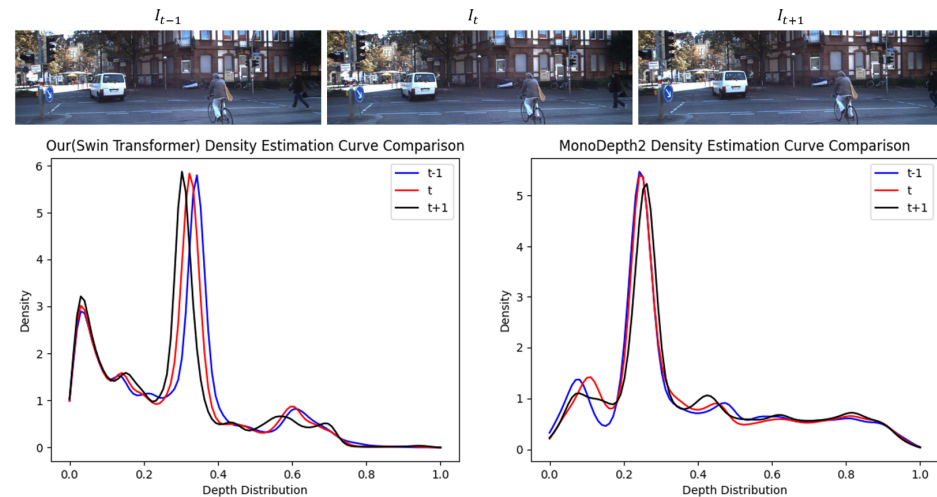 I_{t−1}
I_t
I_{t+1}
Our(Swin Transformer) Density Estimation Curve Comparison
t-1
t
t+1
6
5
4
3
2
1
0
Density
0.0 0.2 0.4 0.6 0.8 1.0
Depth Distribution
MonoDepth2 Density Estimation Curve Comparison
t-1
t
t+1
5
4
3
2
1
0
Density
0.0 0.2 0.4 0.6 0.8 1.0
Depth Distribution